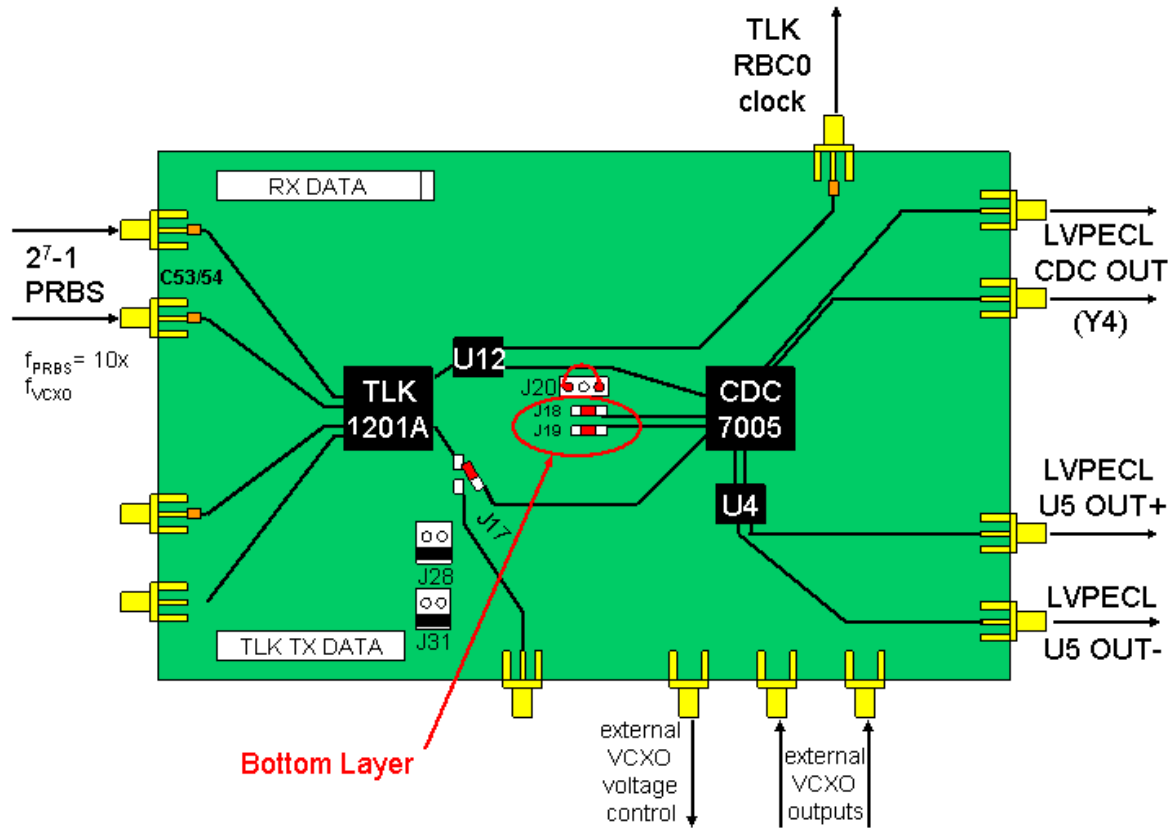 TLK
RBC0
clock
RX DATA
2⁷-1
PRBS
C53/54
f_PRBS= 10x
f_VCXO
LVPECL
CDC OUT
(Y4)
U12
TLK
1201A
J20
J18
J19
CDC
7005
J17
U4
LVPECL
U5 OUT+
J28
J31
TLK TX DATA
LVPECL
U5 OUT-
Bottom Layer
external
VCXO
voltage
control
external
VCXO
outputs